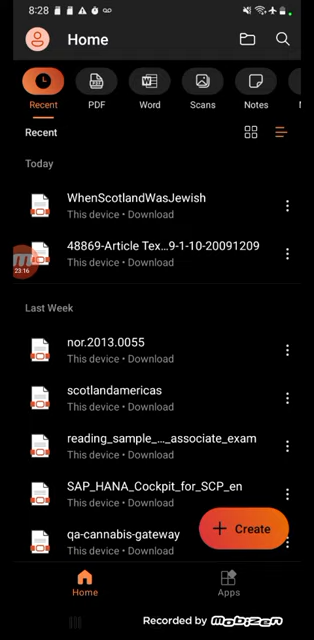 8:28
Home
Recent PDF Word Scans Notes
Recent
Today
WhenScotlandWasJewish
This device • Download
48869-Article Tex...9-1-10-20091209
This device • Download
23:16
Last Week
nor.2013.0055
This device • Download
scotlandamericas
This device • Download
reading_sample_..._associate_exam
This device • Download
SAP_HANA_Cockpit_for_SCP_en
This device • Download
qa-cannabis-gateway
This device • Download
+ Create
Home Apps
Recorded by Mobizen